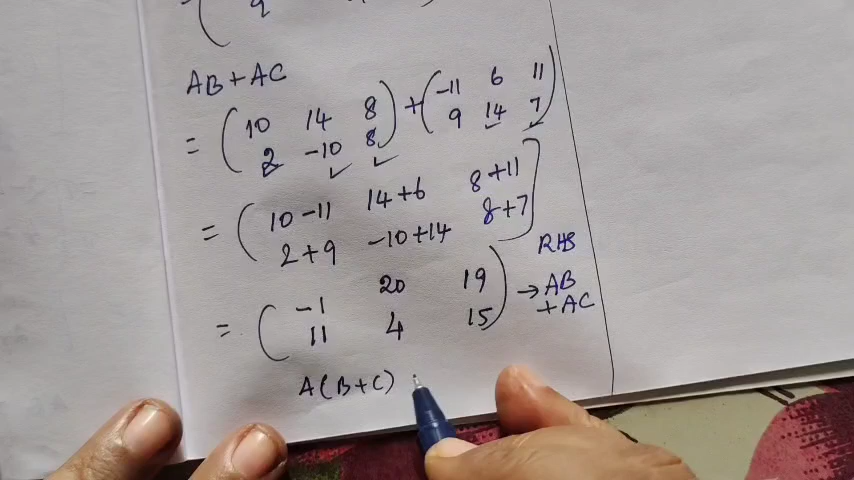 AB + AC
= ( 10 14 8 ) + ( -11 6 11 )
2 -10 8 9 14 7
= ( 10-11 14+6 8+11 )
2+9 -10+14 8+7
RHS
= ( -1 20 19 ) → AB
11 4 15 + AC
A(B+C)